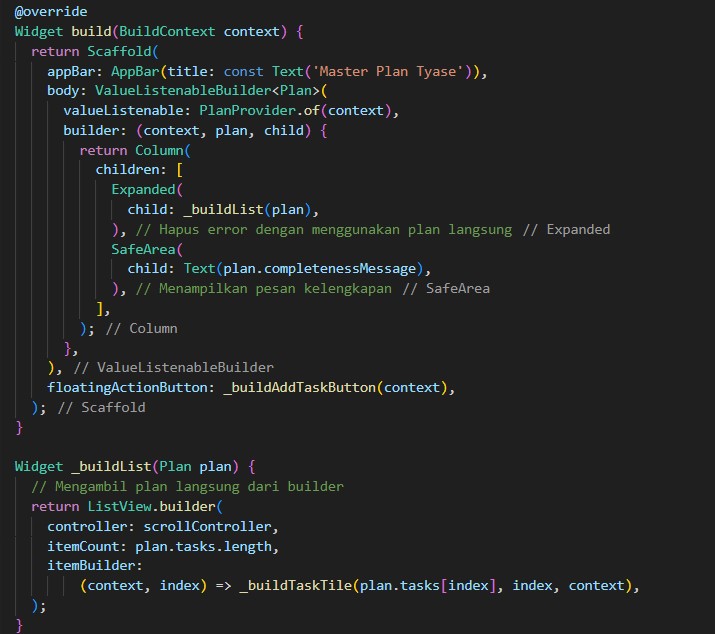 @override
Widget build(BuildContext context) {
  return Scaffold(
    appBar: AppBar(title: const Text('Master Plan Tyase')),
    body: ValueListenableBuilder<Plan>(
      valueListenable: PlanProvider.of(context),
      builder: (context, plan, child) {
        return Column(
          children: [
            Expanded(
              child: _buildList(plan),
            ), // Hapus error dengan menggunakan plan langsung // Expanded
            SafeArea(
              child: Text(plan.completenessMessage),
            ), // Menampilkan pesan kelengkapan // SafeArea
          ],
        ); // Column
      },
    ), // ValueListenableBuilder
    floatingActionButton: _buildAddTaskButton(context),
  ); // Scaffold
}

Widget _buildList(Plan plan) {
  // Mengambil plan langsung dari builder
  return ListView.builder(
    controller: scrollController,
    itemCount: plan.tasks.length,
    itemBuilder:
        (context, index) => _buildTaskTile(plan.tasks[index], index, context),
  );
}